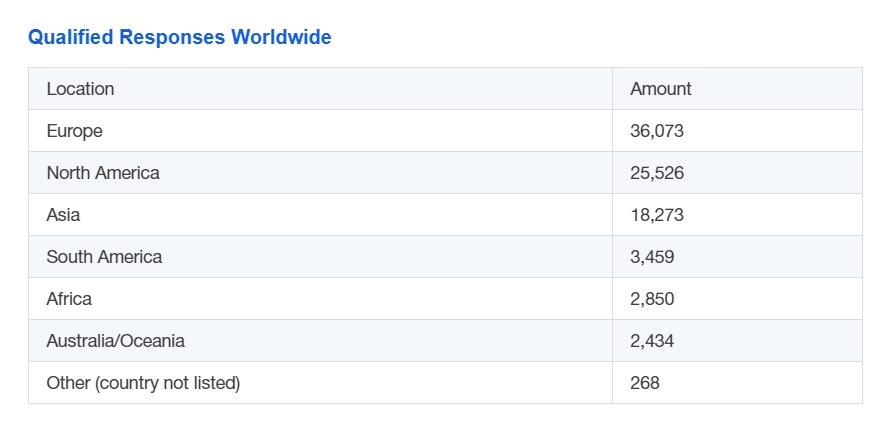 Qualified Responses Worldwide
Location Amount
Europe 36,073
North America 25,526
Asia 18,273
South America 3,459
Africa 2,850
Australia/Oceania 2,434
Other (country not listed) 268